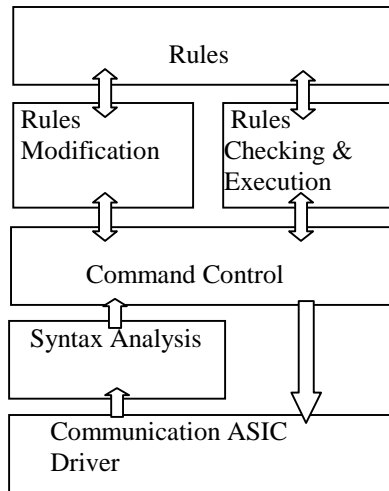 Rules
Rules
Modification
Rules
Checking &
Execution
Command Control
Syntax Analysis
Communication ASIC
Driver